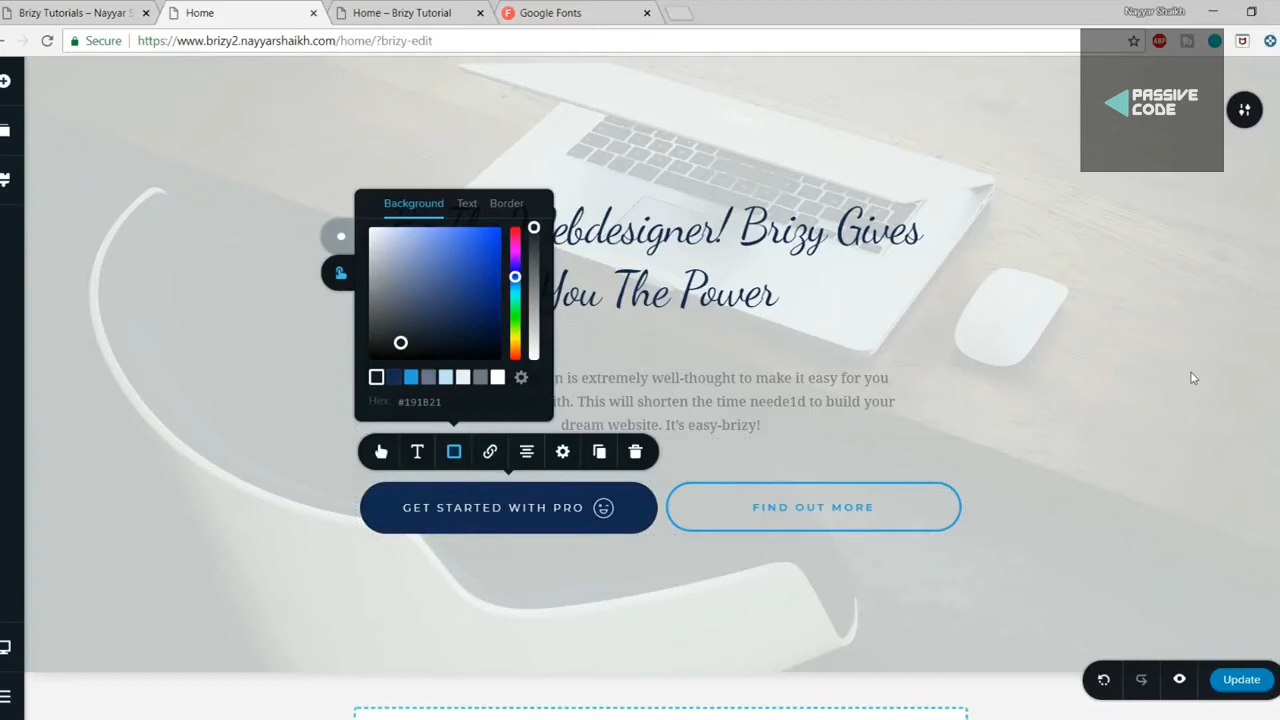 Brizy Tutorials – Nayyar S
Home
Home – Brizy Tutorial
Google Fonts
Nayyar Shaikh
Secure
https://www.brizy2.nayyarshaikh.com/home/?brizy-edit
ABP
PASSIVE
CODE
Background Text Border
Webdesigner! Brizy Gives
You The Power
is extremely well-thought to make it easy for you
. This will shorten the time neede1d to build your
dream website. It's easy-brizy!
Hex: #191B21
GET STARTED WITH PRO
FIND OUT MORE
Update